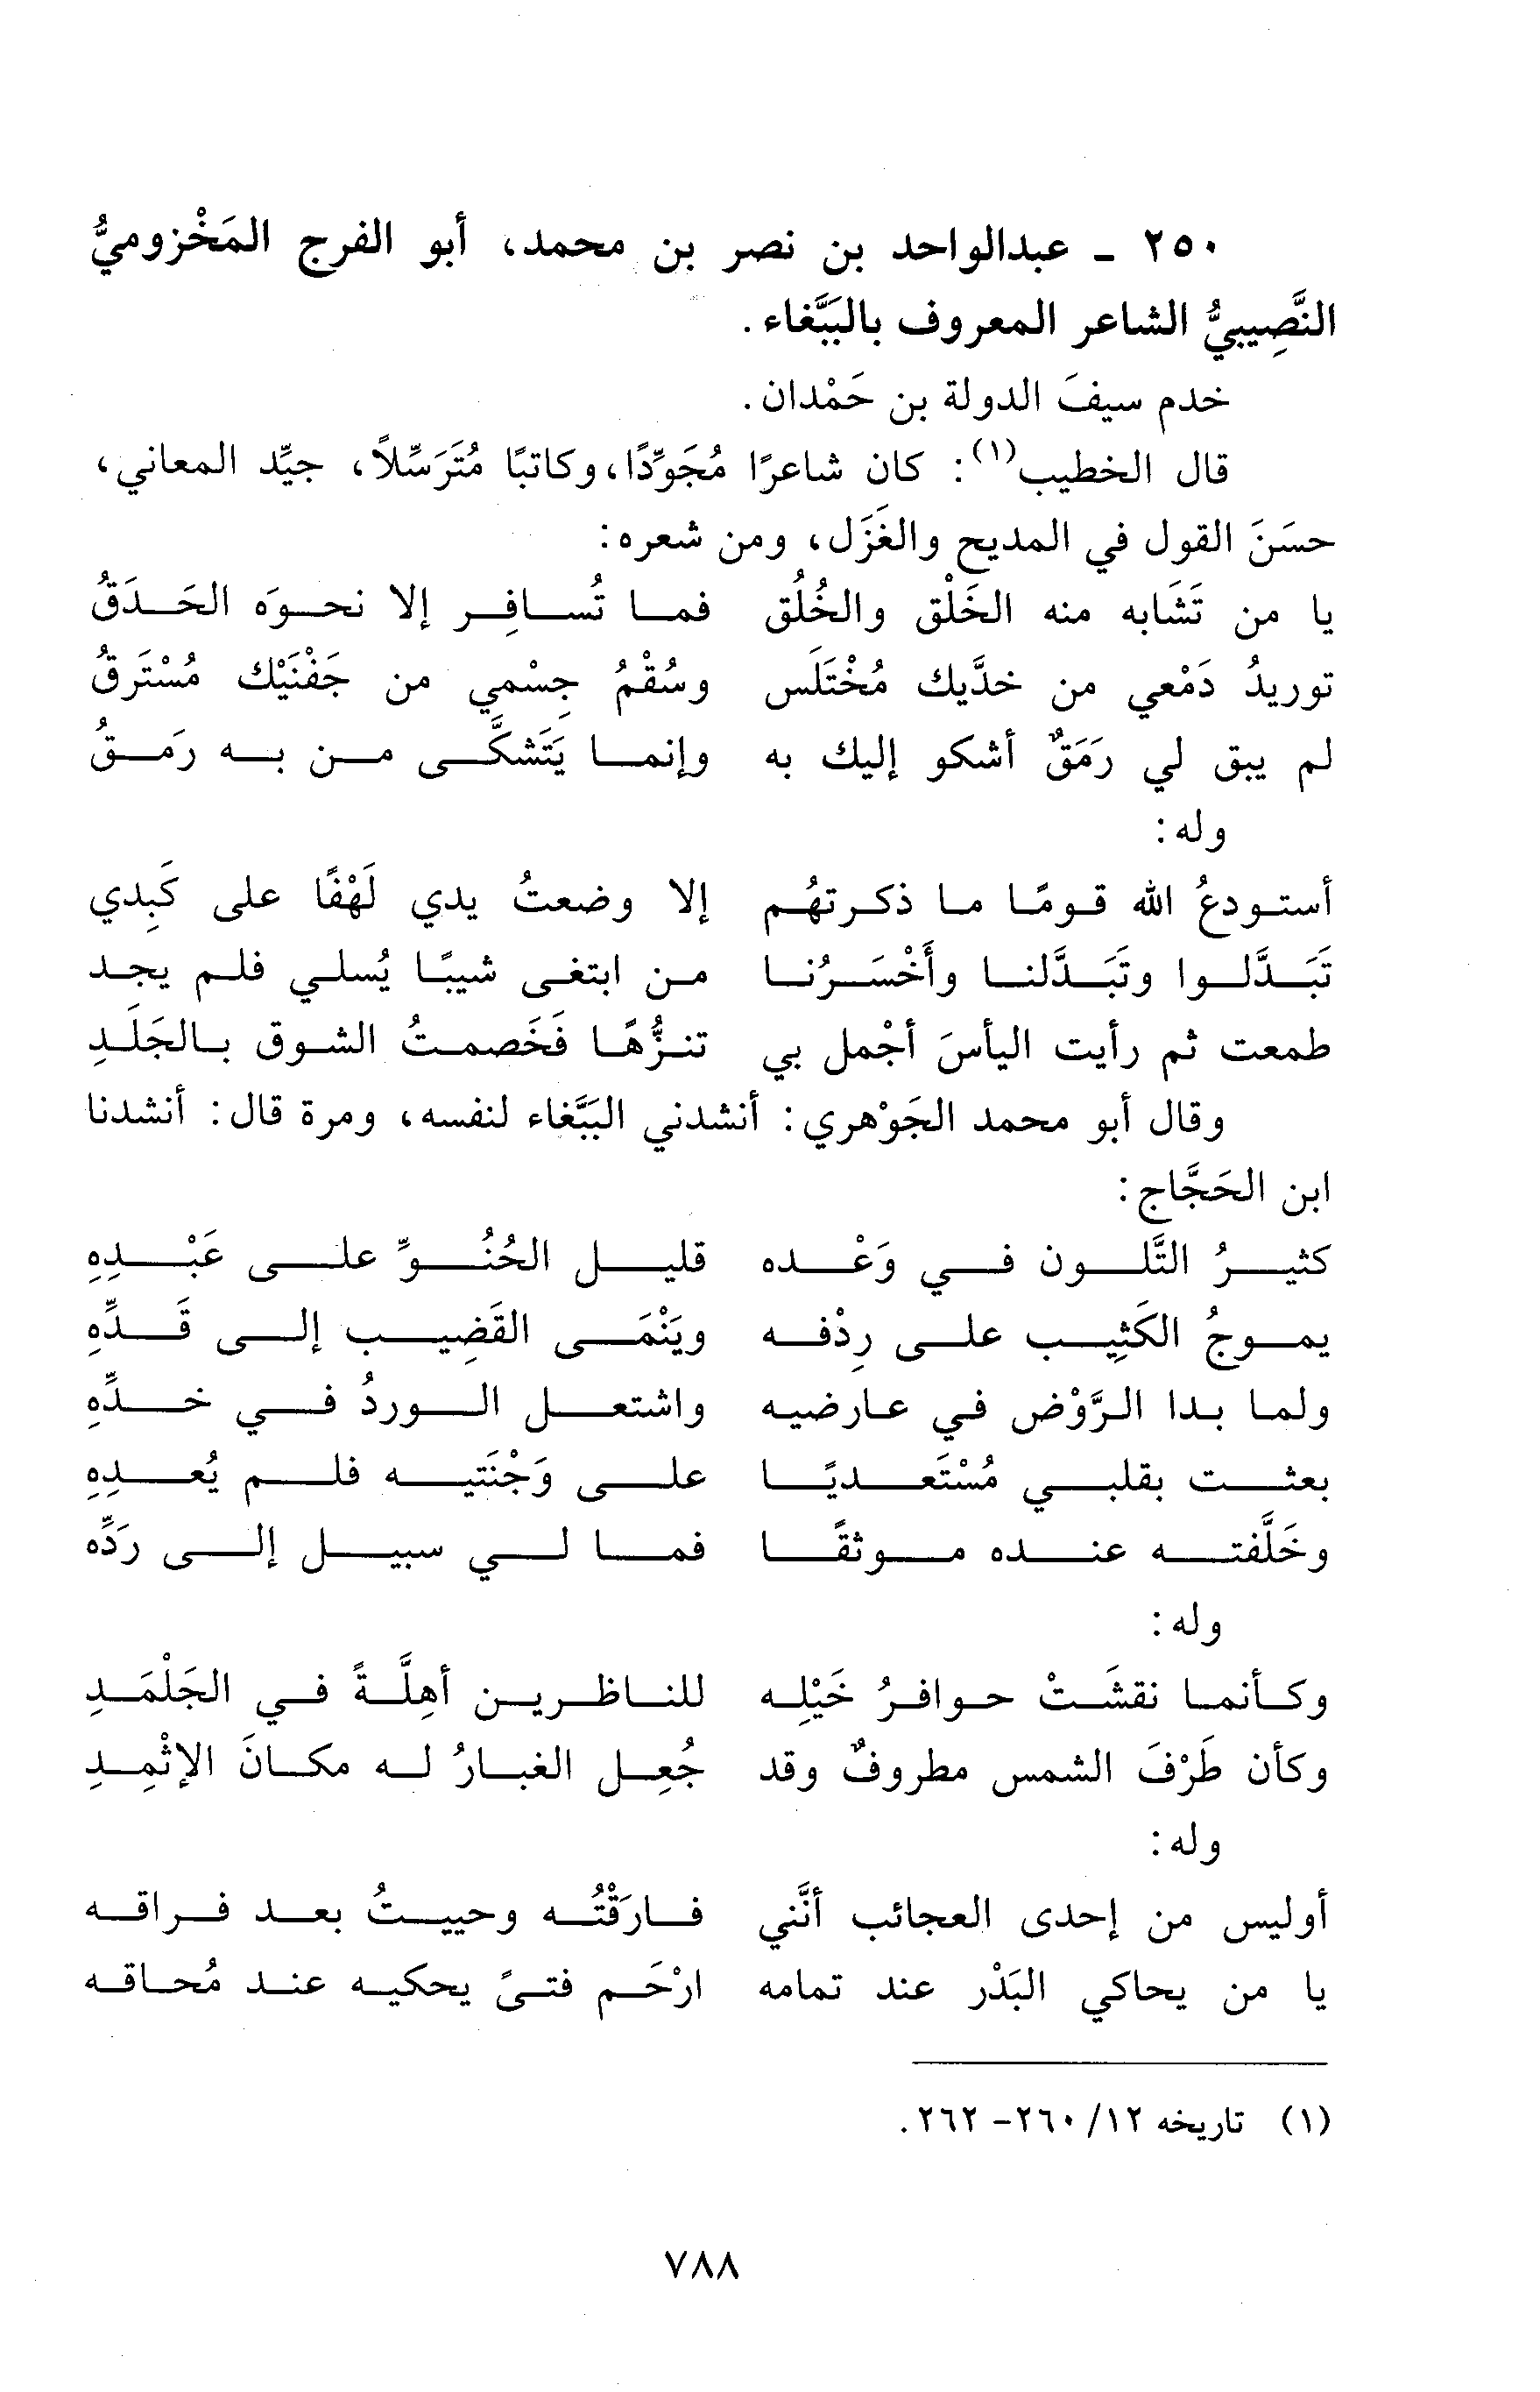 ٢٥٠ - عبدالواحد بن نصر بن محمد، أبو الفرج المَخْزوميُّ
النَّصِيبيُّ الشاعر المعروف بالبَبَّغاء.
خدم سيفَ الدولة بن حَمْدان.
قال الخطيب(١): كان شاعرًا مُجَوِّدًا، وكاتبًا مُتَرَسِّلاً، جيِّد المعاني،
حسَنَ القول في المديح والغَزَل، ومن شعره:
يا من تَشَابه منه الخَلْق والخُلُق فما تُسافِر إلا نحوَه الحَدَقُ
توريدُ دَمْعي من خدَّيك مُخْتَلَس وسُقْمُ جِسْمي من جَفْنَيْك مُسْتَرقُ
لم يبق لي رَمَقٌ أشكو إليك به وإنما يَتَشكَّى من به رَمقُ
وله:
أستودعُ الله قومًا ما ذكرتهُم إلا وضعتُ يدي لَهْفًا على كَبِدي
تَبَدَّلوا وتَبَدَّلنا وأَخْسَرُنا من ابتغى شيبًا يُسلي فلم يجد
طمعت ثم رأيت اليأسَ أجْمل بي تنزُّهًا فَخَصمتُ الشوق بالجَلَدِ
وقال أبو محمد الجَوْهري: أنشدني البَبَّغاء لنفسه، ومرة قال: أنشدنا
ابن الحَجَّاج:
كثيرُ التَّلون في وَعْده قليل الحُنُوِّ على عَبْدِهِ
يموجُ الكَثِيب على رِدْفه ويَنْمَى القَضِيب إلى قَدِّهِ
ولما بدا الرَّوْض في عارضيه واشتعل الوردُ في خدِّهِ
بعثت بقلبي مُسْتَعديًا على وَجْنَتيه فلم يُعدِهِ
وخَلَّفته عنده موثقًا فما لي سبيل إلى رَدِّه
وله:
وكأنما نقشَتْ حوافرُ خَيْلِه للناظرين أهِلَّةً في الجَلْمَدِ
وكأن طَرْفَ الشمس مطروفٌ وقد جُعِل الغبارُ له مكانَ الإثْمِدِ
وله:
أوليس من إحدى العجائب أنَّني فارَقْتُه وحييتُ بعد فراقه
يا من يحاكي البَدْر عند تمامه ارْحَم فتىً يحكيه عند مُحاقه
(١) تاريخه ١٢/ ٢٦٠- ٢٦٢.
٧٨٨